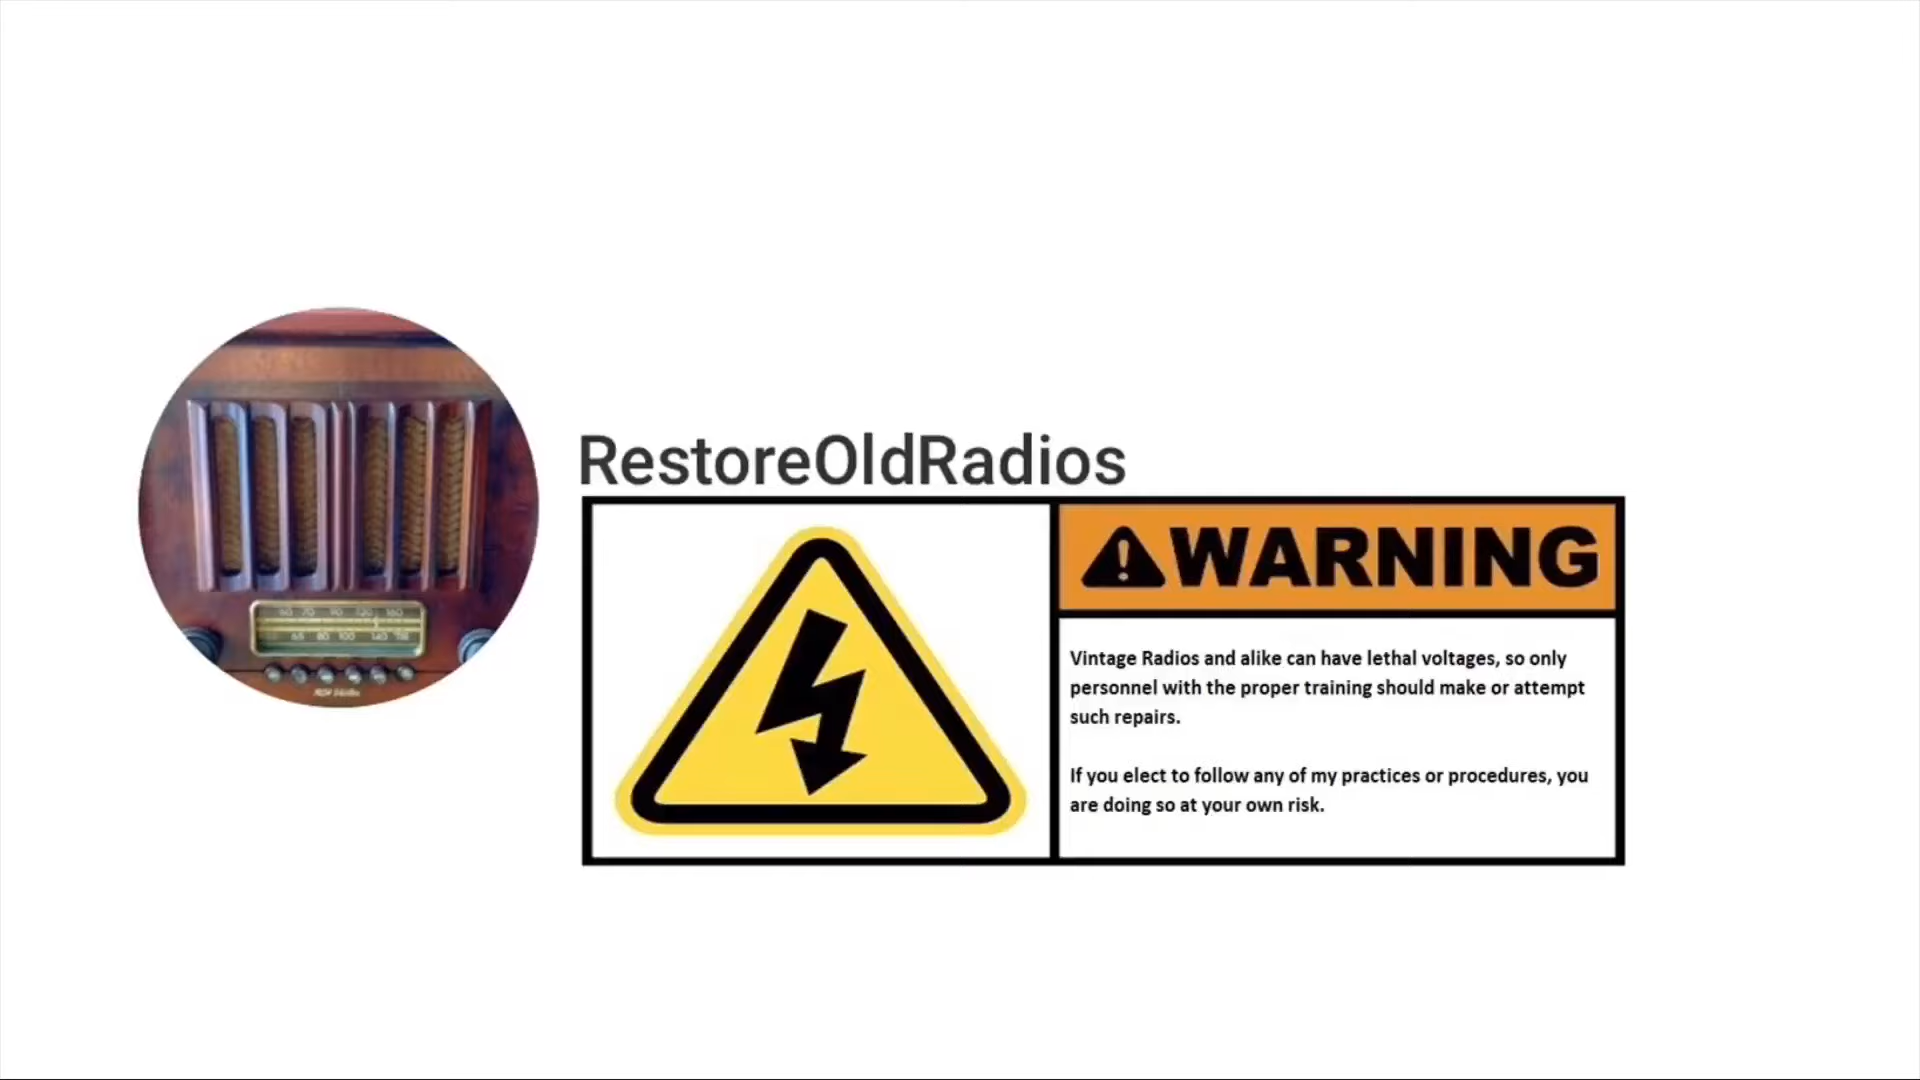 RestoreOldRadios
WARNING
Vintage Radios and alike can have lethal voltages, so only
personnel with the proper training should make or attempt
such repairs.
If you elect to follow any of my practices or procedures, you
are doing so at your own risk.